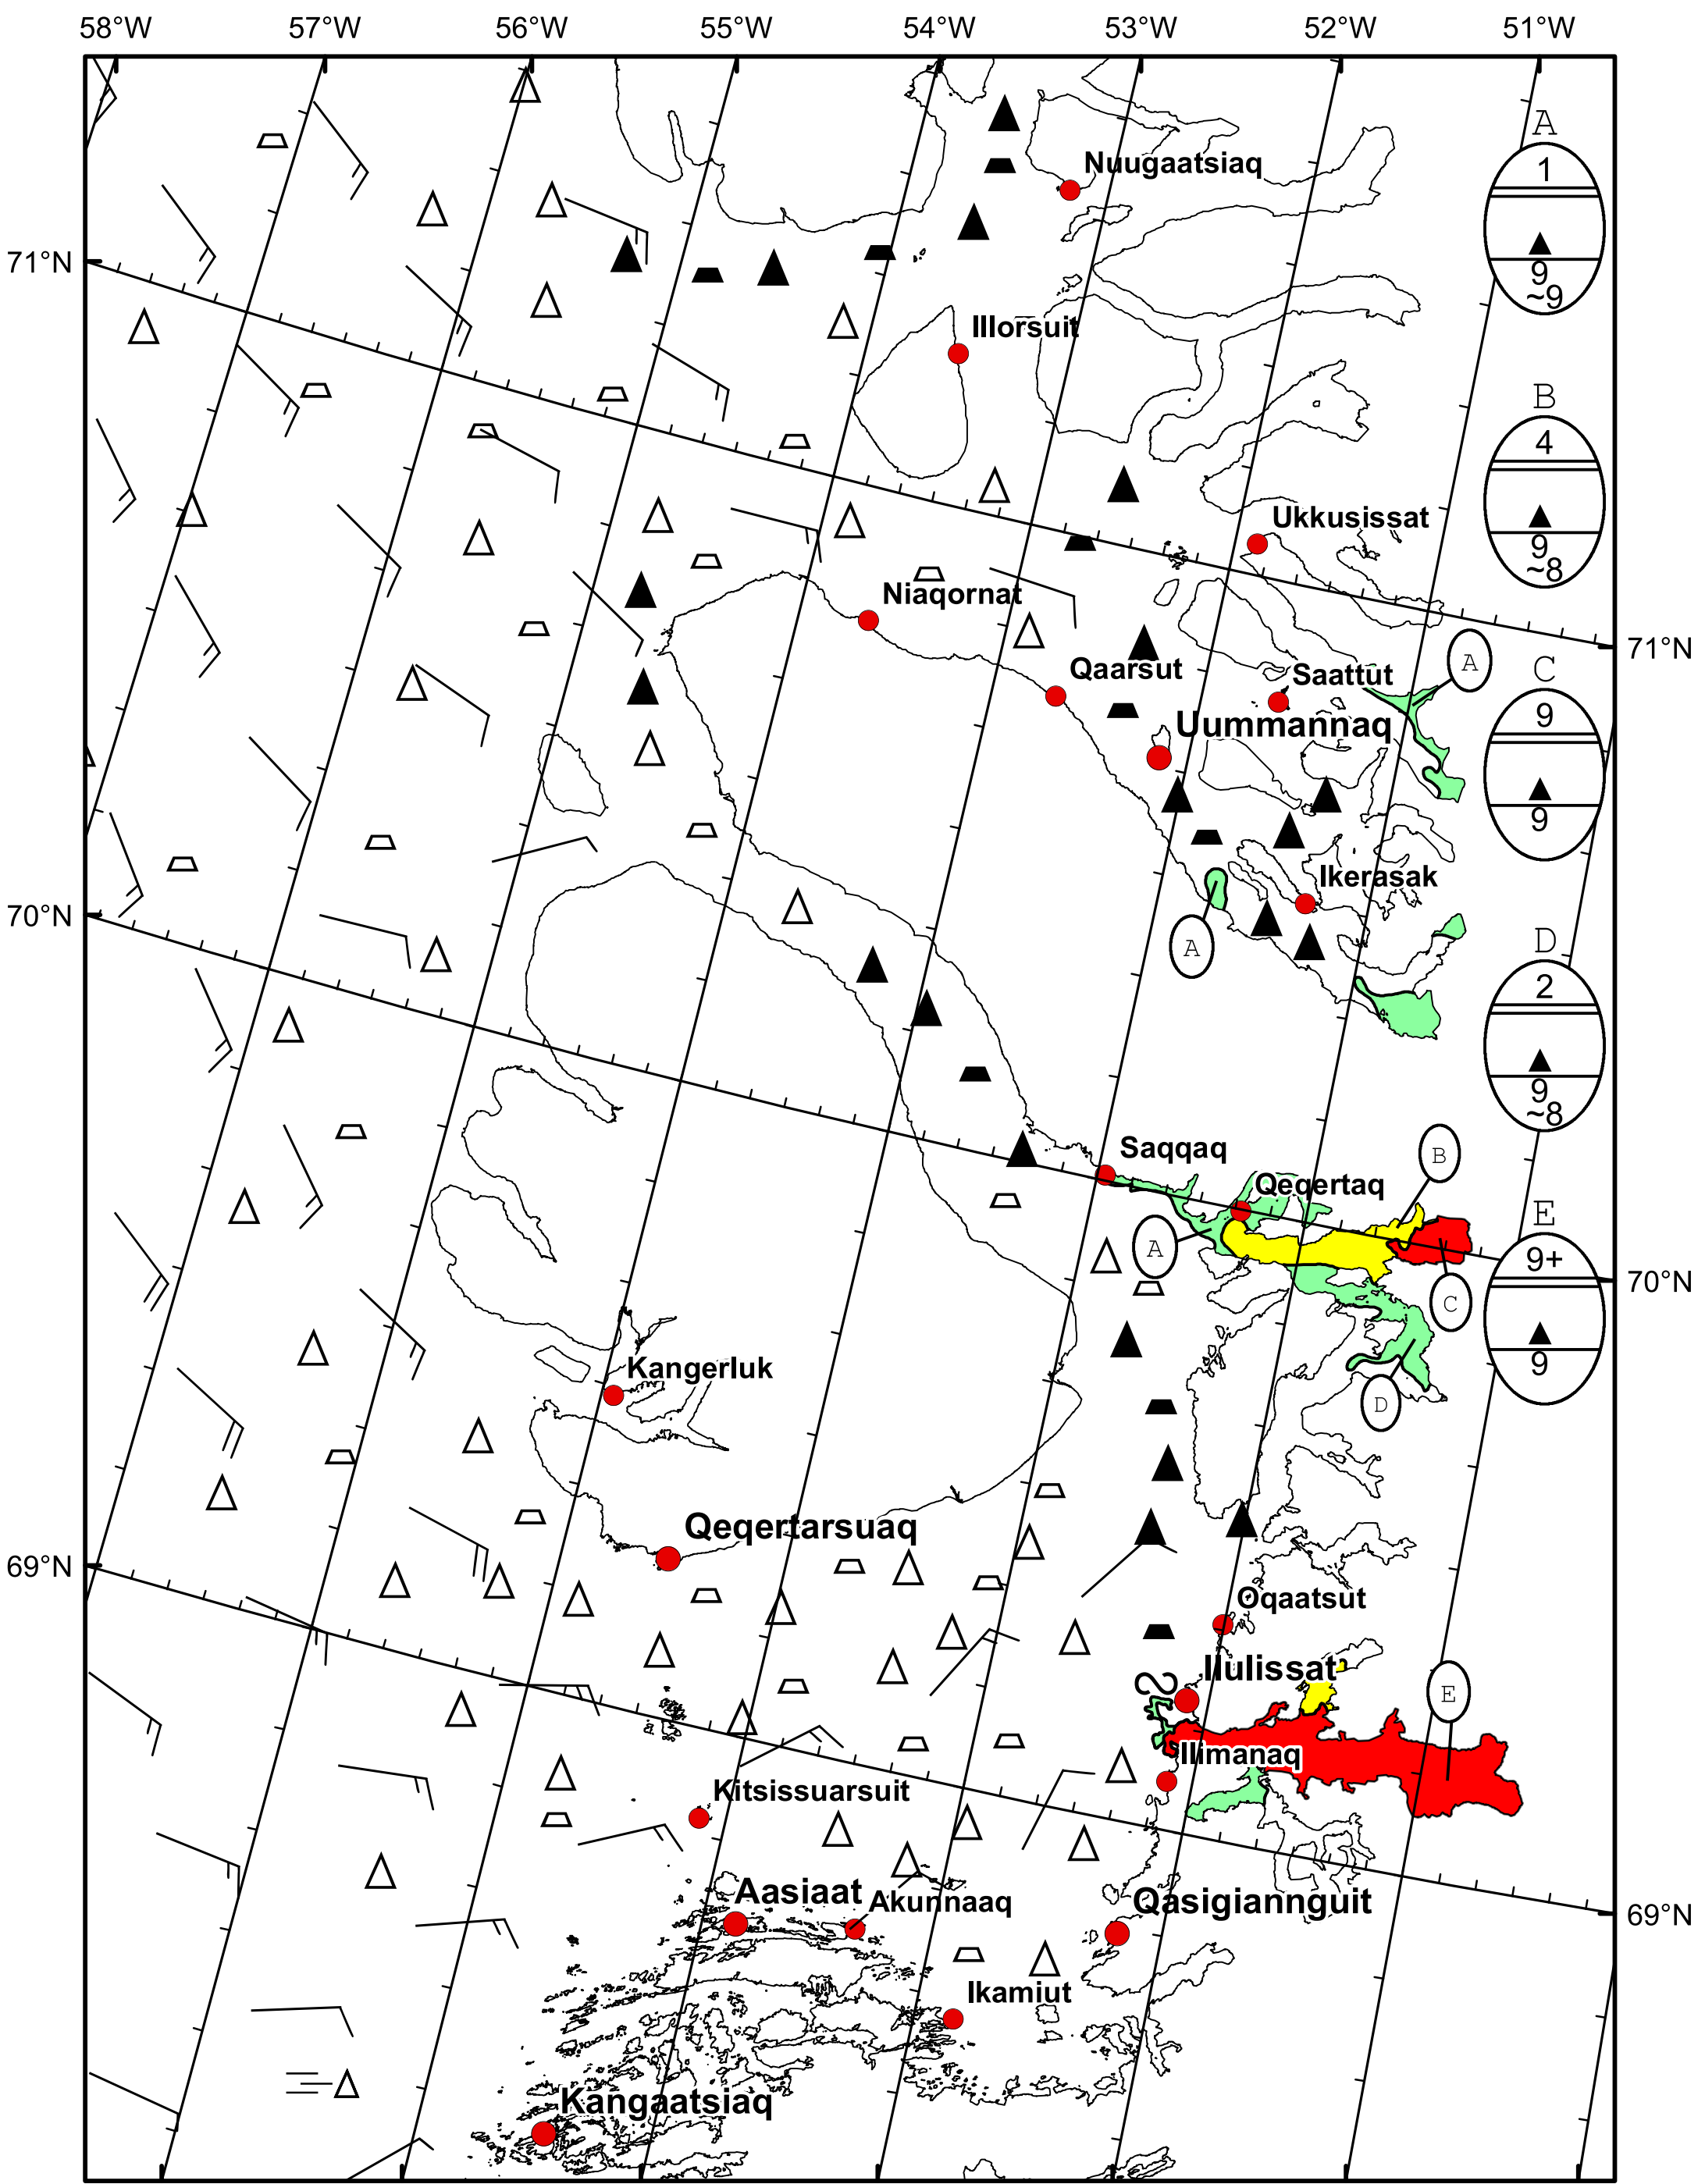 58°W 57°W 56°W 55°W 54°W 53°W 52°W 51°W
A
1
9
~9
Nuugaatsiaq
71°N
Illorsuit
B
4
9
~8
Ukkusissat
Niaqornat
71°N
A
Qaarsut
Saattut
C
9
9
Uummannaq
Ikerasak
70°N
A
D
2
9
~8
Saqqaq
B
Qeqertaq
A
E
9+
9
70°N
C
Kangerluk
D
Qeqertarsuaq
69°N
Oqaatsut
Ilulissat
E
Ilimanaq
Kitsissuarsuit
Aasiaat
Akunnaaq
Qasigiannguit
69°N
Ikamiut
Kangaatsiaq